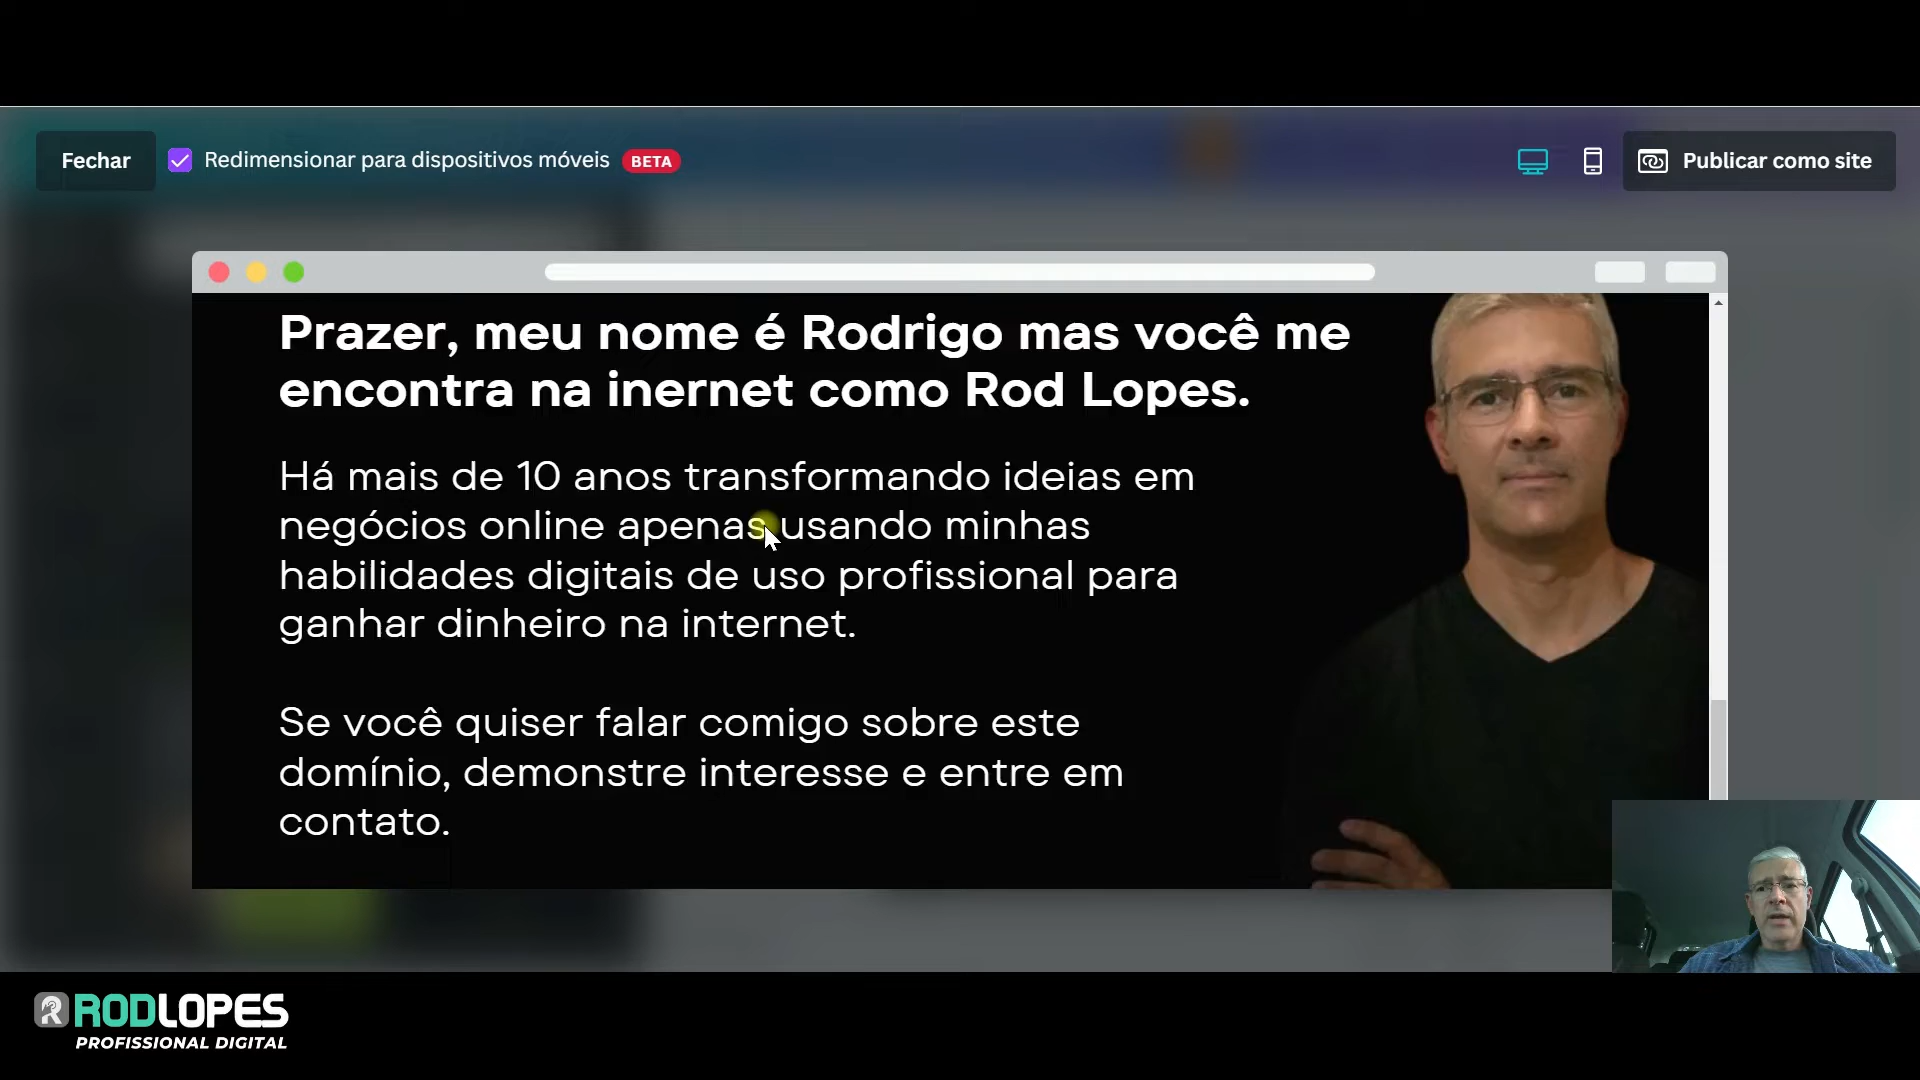 Fechar
Redimensionar para dispositivos móveis BETA
Publicar como site
Prazer, meu nome é Rodrigo mas você me
encontra na inernet como Rod Lopes.
Há mais de 10 anos transformando ideias em
negócios online apenas usando minhas
habilidades digitais de uso profissional para
ganhar dinheiro na internet.
Se você quiser falar comigo sobre este
domínio, demonstre interesse e entre em
contato.
RODLOPES
PROFISSIONAL DIGITAL